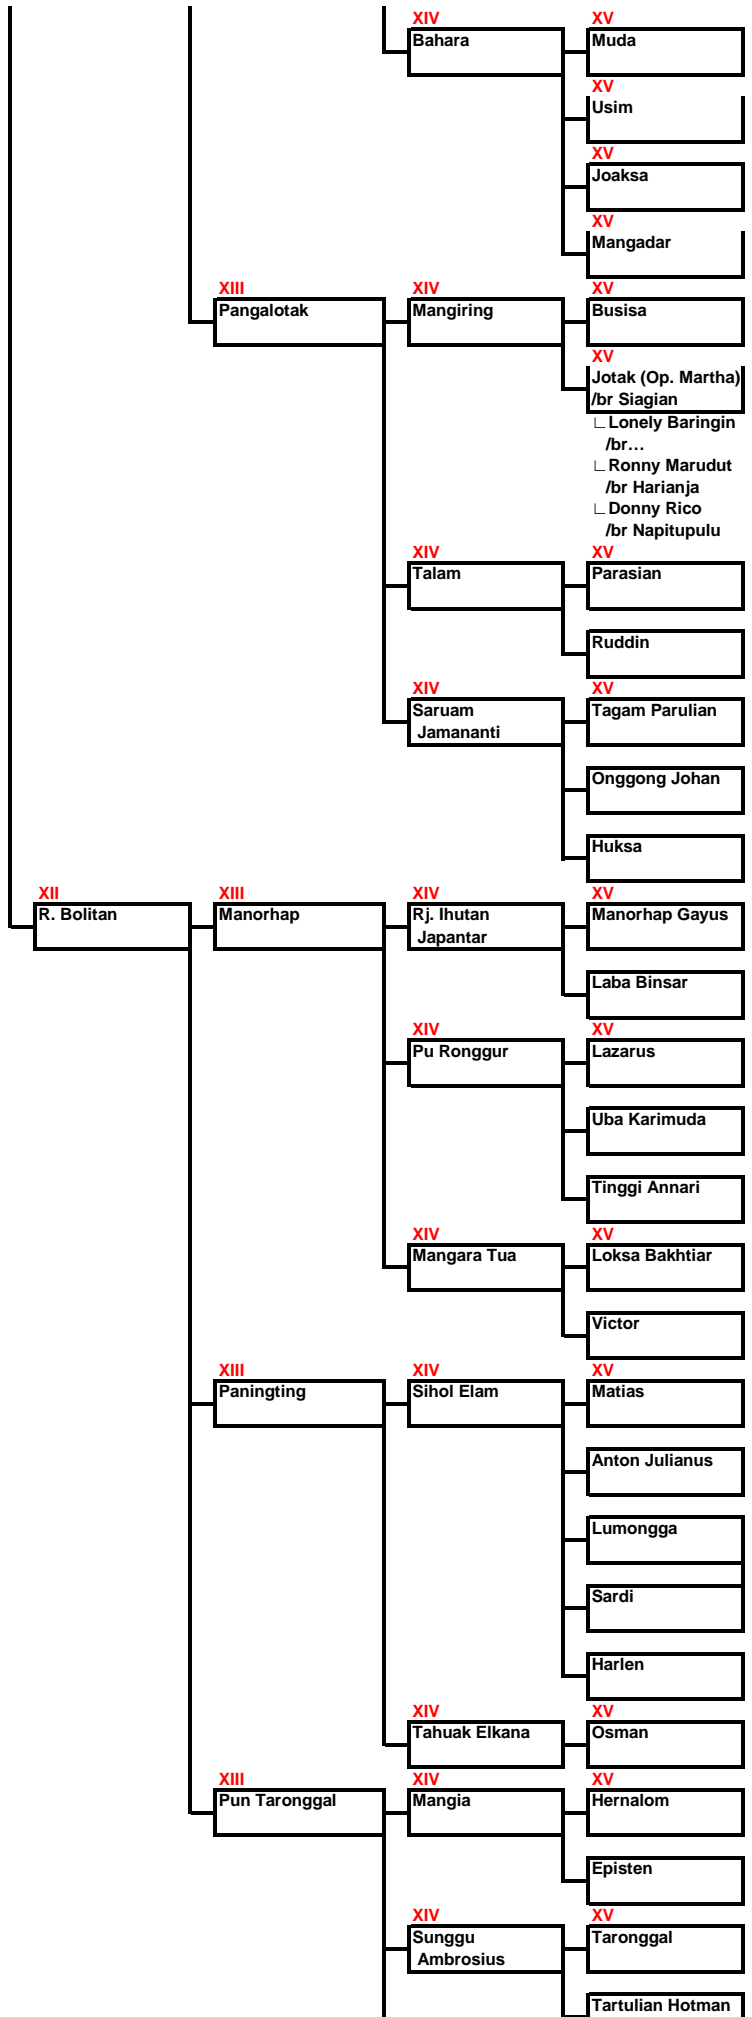 XIV XV
Bahara Muda
XV
Usim
XV
Joaksa
XV
Mangadar
XIII XIV XV
Pangalotak Mangiring Busisa
XV
Jotak (Op. Martha)
/br Siagian
∟Lonely Baringin
/br…
∟Ronny Marudut
/br Harianja
∟Donny Rico
/br Napitupulu
XIV XV
Talam Parasian
Ruddin
XIV XV
Saruam Tagam Parulian
Jamananti
Onggong Johan
Huksa
XII XIII XIV XV
R. Bolitan Manorhap Rj. Ihutan Manorhap Gayus
Japantar
Laba Binsar
XIV XV
Pu Ronggur Lazarus
Uba Karimuda
Tinggi Annari
XIV XV
Mangara Tua Loksa Bakhtiar
Victor
XIII XIV XV
Paningting Sihol Elam Matias
Anton Julianus
Lumongga
Sardi
Harlen
XIV XV
Tahuak Elkana Osman
XIII XIV XV
Pun Taronggal Mangia Hernalom
Episten
XIV XV
Sunggu Taronggal
Ambrosius
Tartulian Hotman